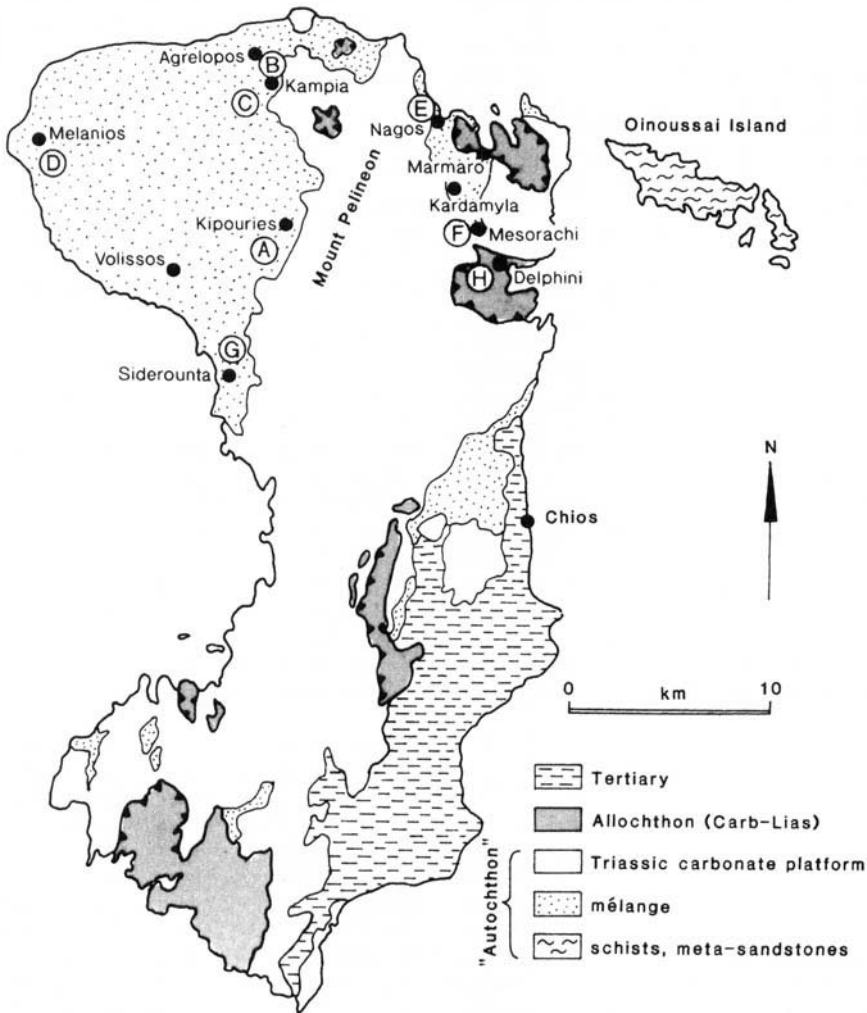 Agrelopos
B
Kampia
C
E
Nagos
Oinoussai Island
Melanios
D
Marmaro
Kardamyla
Mount Pelineon
Kipouries
F
Mesorachi
A
Volissos
H
Delphini
G
Siderounta
N
Chios
0 10
km
Tertiary
Allochthon (Carb-Lias)
"Autochthon"
Triassic carbonate platform
mélange
schists, meta-sandstones